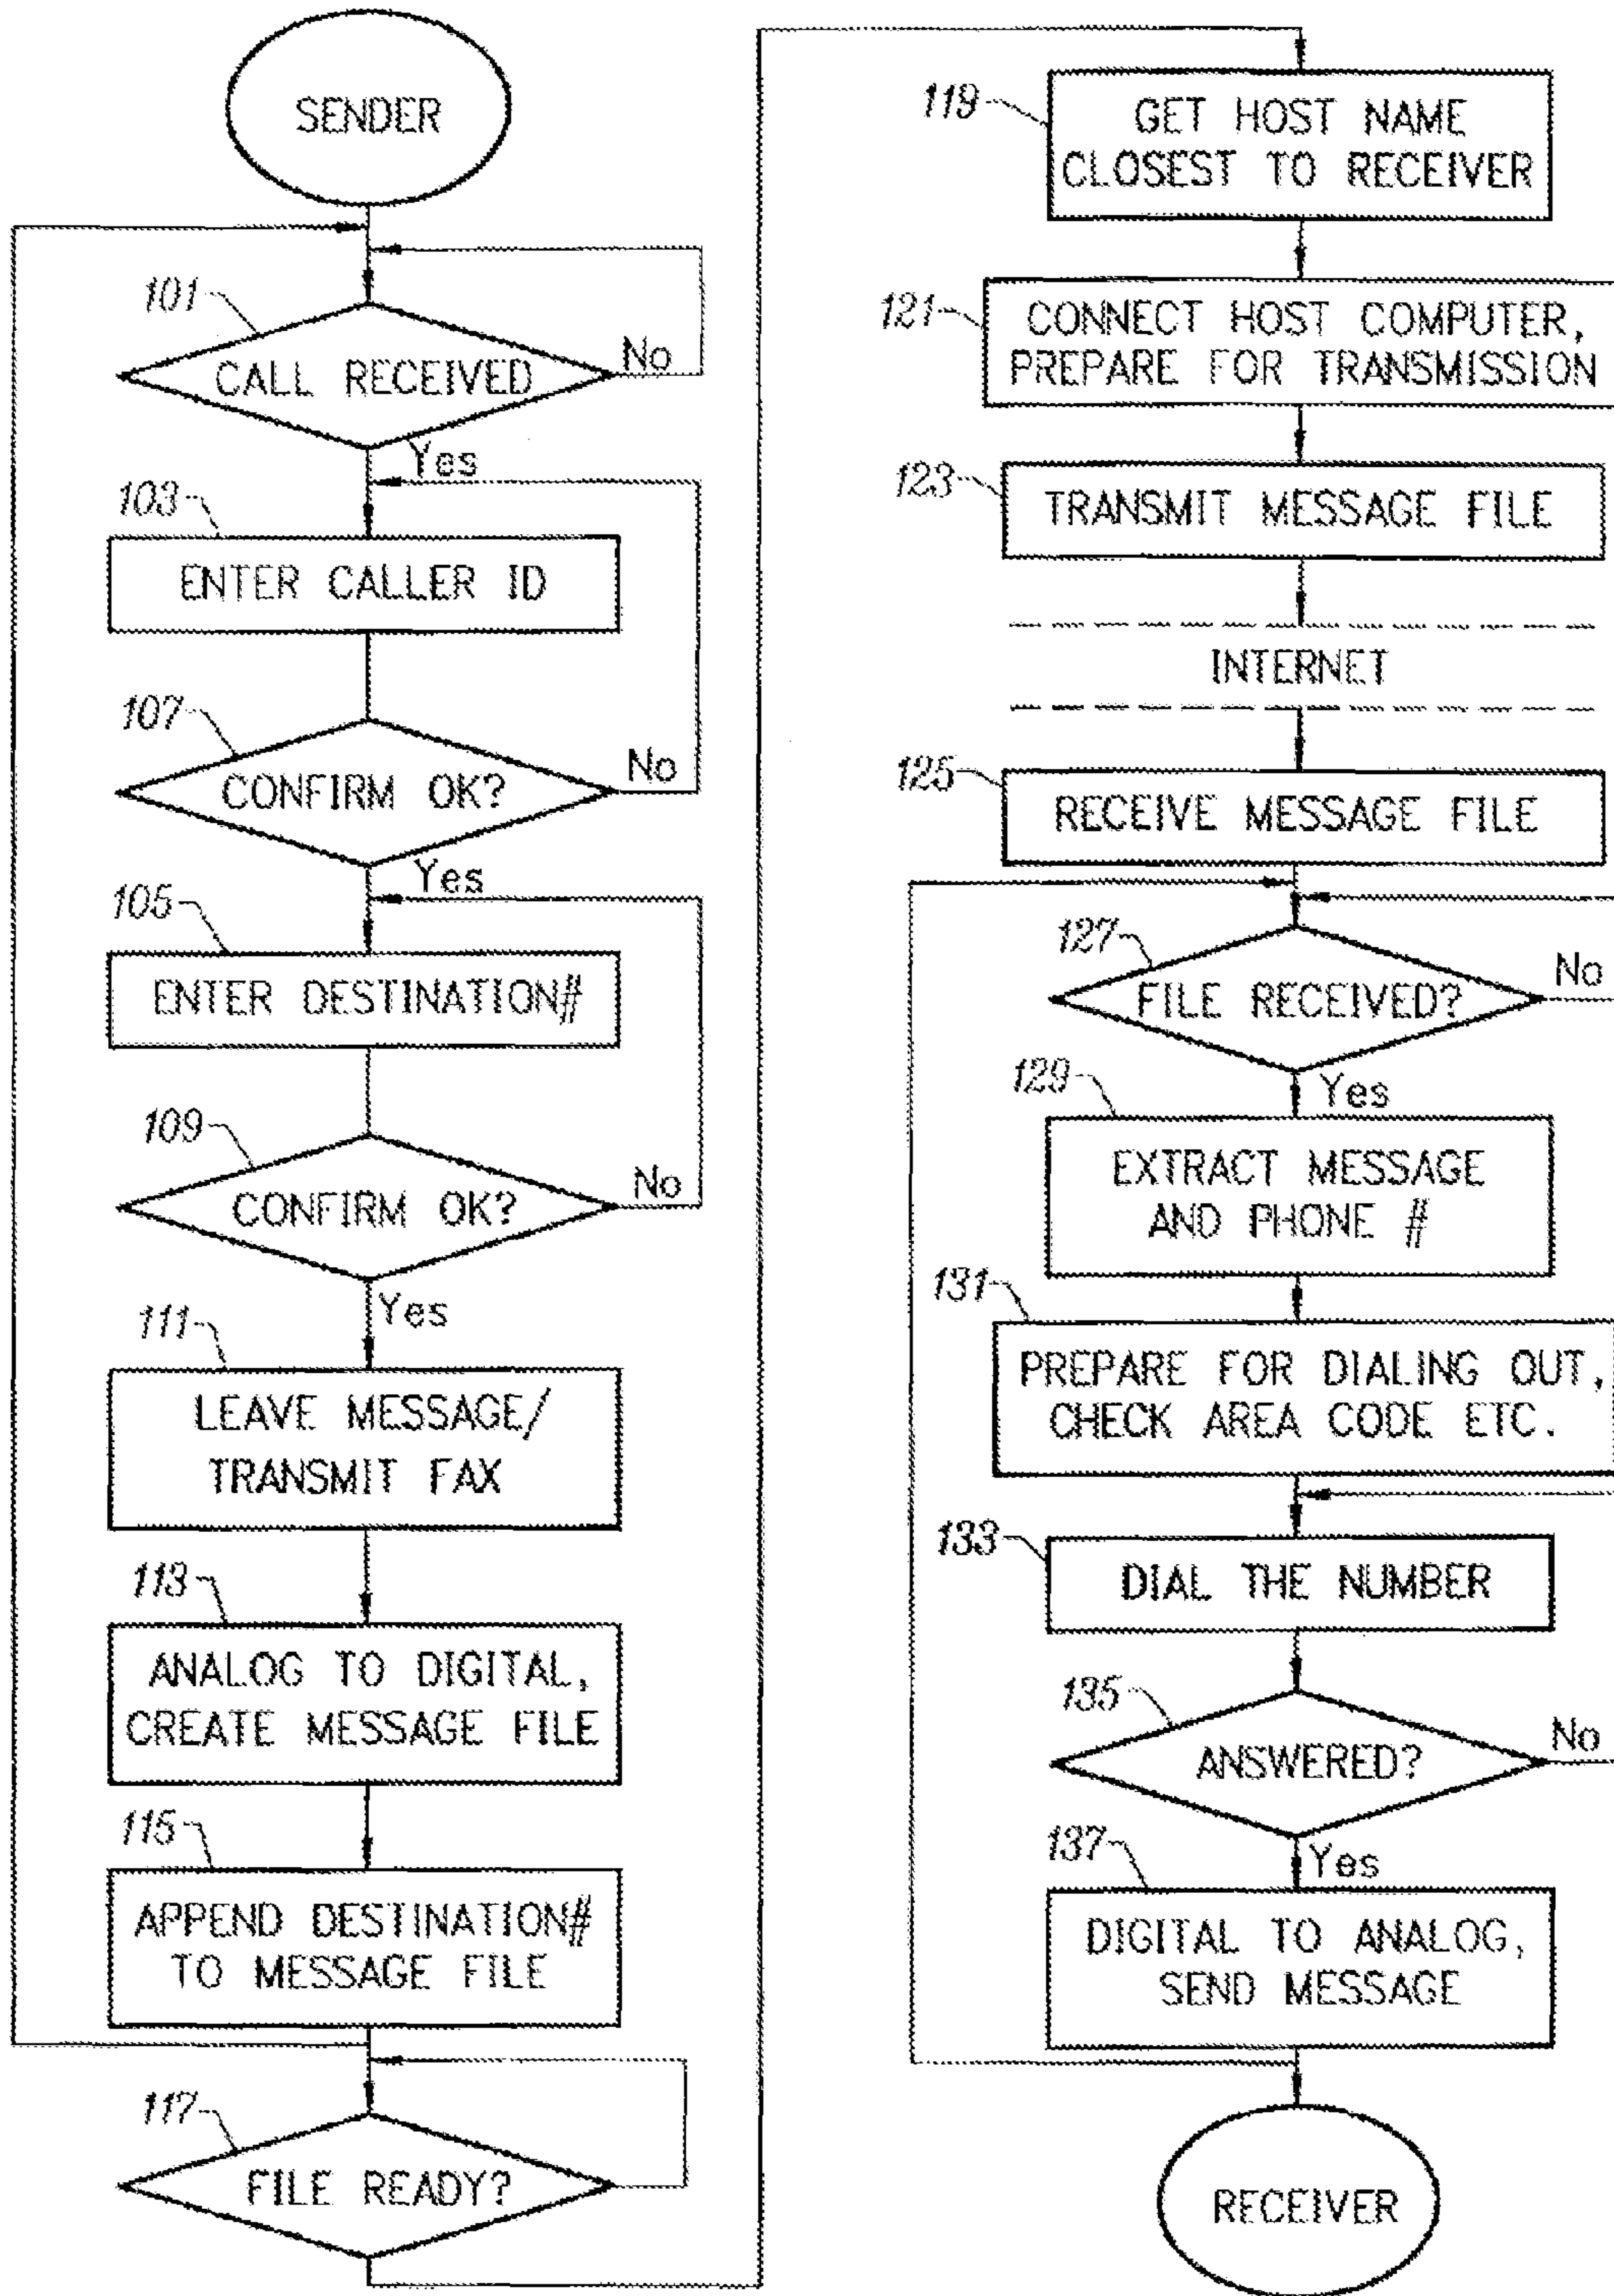 SENDER
101
CALL RECEIVED
No
Yes
103
ENTER CALLER ID
107
CONFIRM OK?
No
Yes
105
ENTER DESTINATION#
109
CONFIRM OK?
No
Yes
111
LEAVE MESSAGE/
TRANSMIT FAX
113
ANALOG TO DIGITAL,
CREATE MESSAGE FILE
115
APPEND DESTINATION#
TO MESSAGE FILE
117
FILE READY?
119
GET HOST NAME
CLOSEST TO RECEIVER
121
CONNECT HOST COMPUTER,
PREPARE FOR TRANSMISSION
123
TRANSMIT MESSAGE FILE
INTERNET
125
RECEIVE MESSAGE FILE
127
FILE RECEIVED?
No
129
Yes
EXTRACT MESSAGE
AND PHONE #
131
PREPARE FOR DIALING OUT,
CHECK AREA CODE ETC.
133
DIAL THE NUMBER
135
ANSWERED?
No
137
Yes
DIGITAL TO ANALOG,
SEND MESSAGE
RECEIVER